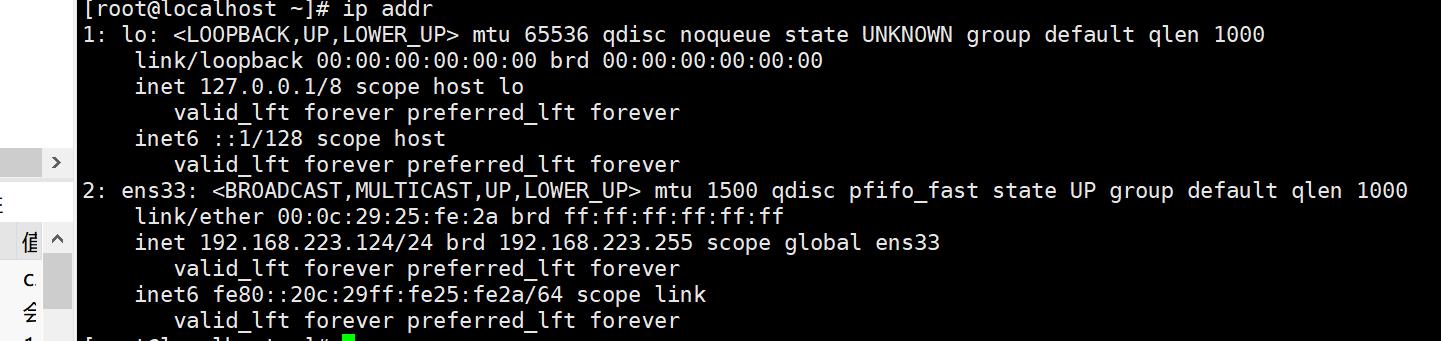 [root@localhost ~]# ip addr
1: lo: <LOOPBACK,UP,LOWER_UP> mtu 65536 qdisc noqueue state UNKNOWN group default qlen 1000
    link/loopback 00:00:00:00:00:00 brd 00:00:00:00:00:00
    inet 127.0.0.1/8 scope host lo
       valid_lft forever preferred_lft forever
    inet6 ::1/128 scope host
       valid_lft forever preferred_lft forever
2: ens33: <BROADCAST,MULTICAST,UP,LOWER_UP> mtu 1500 qdisc pfifo_fast state UP group default qlen 1000
    link/ether 00:0c:29:25:fe:2a brd ff:ff:ff:ff:ff:ff
    inet 192.168.223.124/24 brd 192.168.223.255 scope global ens33
       valid_lft forever preferred_lft forever
    inet6 fe80::20c:29ff:fe25:fe2a/64 scope link
       valid_lft forever preferred_lft forever